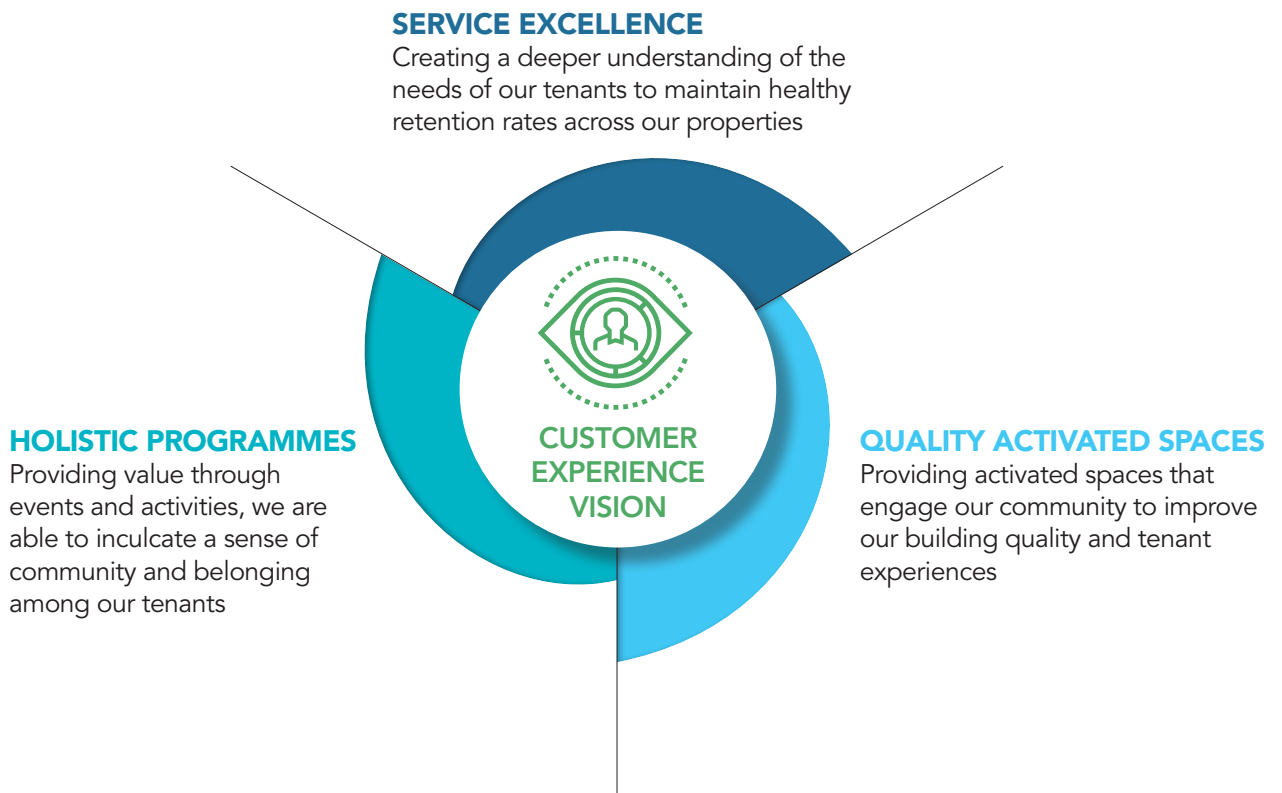 SERVICE EXCELLENCE
Creating a deeper understanding of the
needs of our tenants to maintain healthy
retention rates across our properties
CUSTOMER
EXPERIENCE
VISION
HOLISTIC PROGRAMMES
Providing value through
events and activities, we are
able to inculcate a sense of
community and belonging
among our tenants
QUALITY ACTIVATED SPACES
Providing activated spaces that
engage our community to improve
our building quality and tenant
experiences